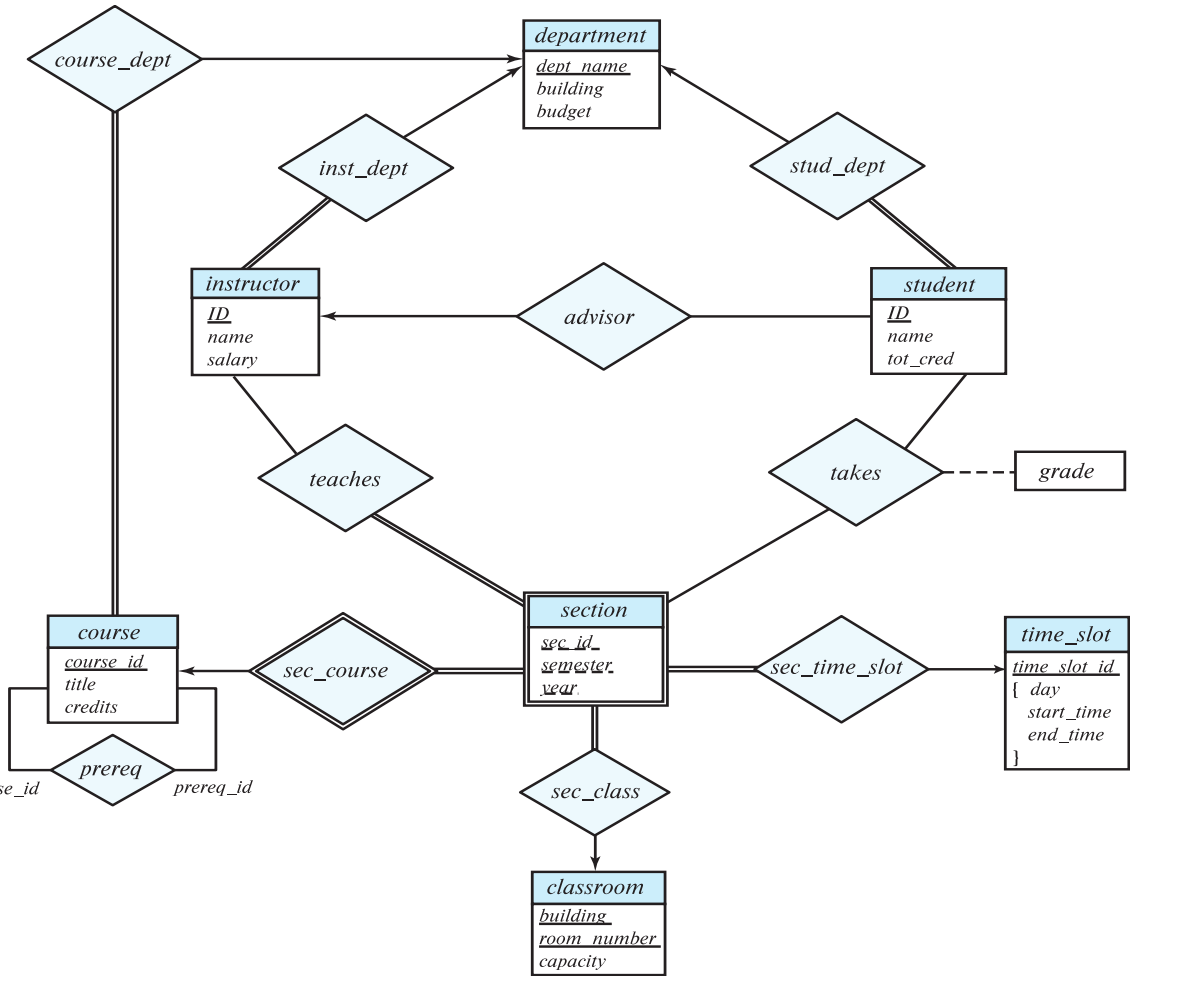 department
course_dept
dept_name
building
budget
inst_dept
stud_dept
instructor
ID
name
salary
advisor
student
ID
name
tot_cred
teaches
takes
grade
course
course_id
title
credits
sec_course
section
sec_id
semester
year
sec_time_slot
time_slot
time_slot_id
{ day
start_time
end_time
}
prereq
se_id
prereq_id
sec_class
classroom
building
room_number
capacity